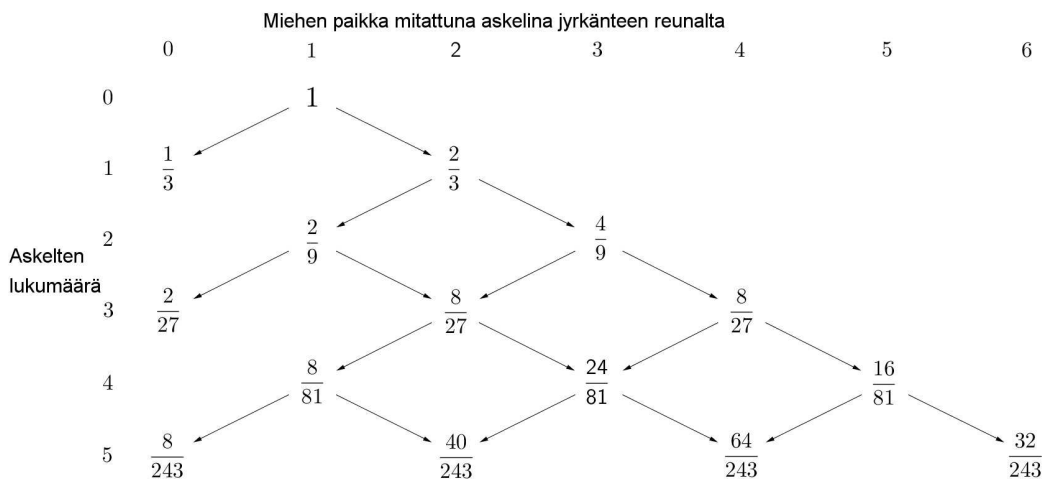 Miehen paikka mitattuna askelina jyrkänteen reunalta
0 1 2 3 4 5 6
0 1
1 1/3 2/3
2 2/9 4/9
Askelten
lukumäärä
3 2/27 8/27 8/27
4 8/81 24/81 16/81
5 8/243 40/243 64/243 32/243